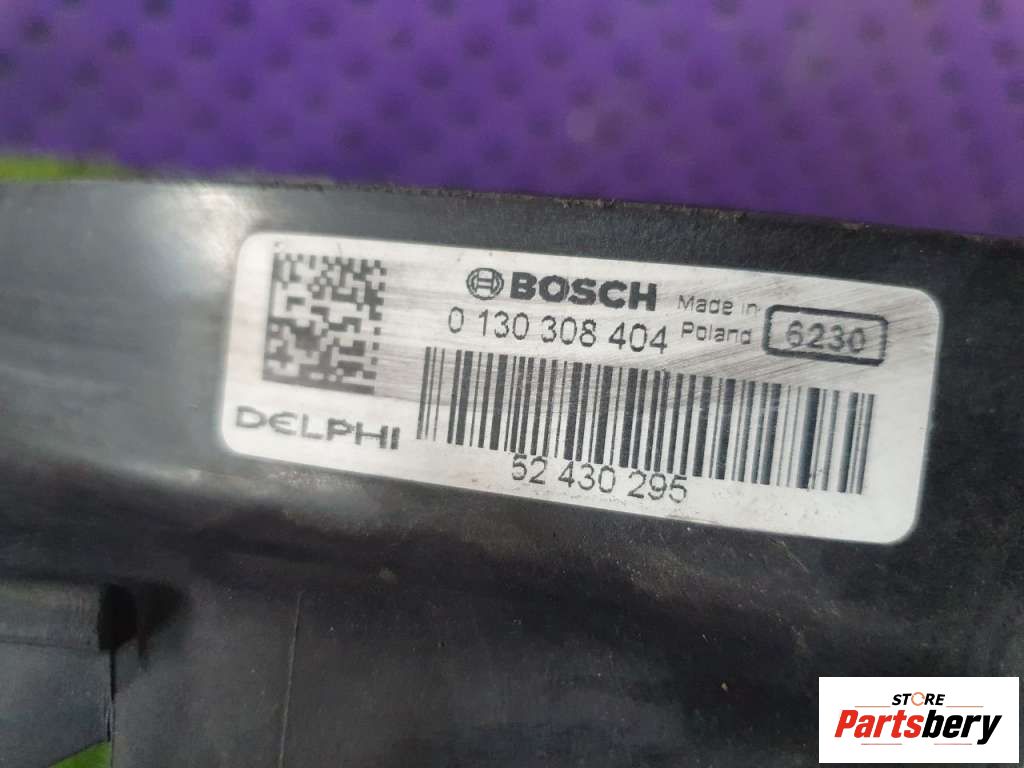 BOSCH
0 130 308 404
Made in
Poland
6230
DELPHI
52 430 295
STORE
Partsbery